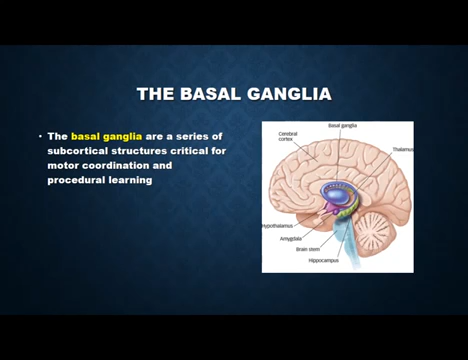 THE BASAL GANGLIA
• The basal ganglia are a series of
subcortical structures critical for
motor coordination and
procedural learning
Basal ganglia
Cerebral
cortex
Thalamus
Hypothalamus
Amygdala
Brain stem
Hippocampus